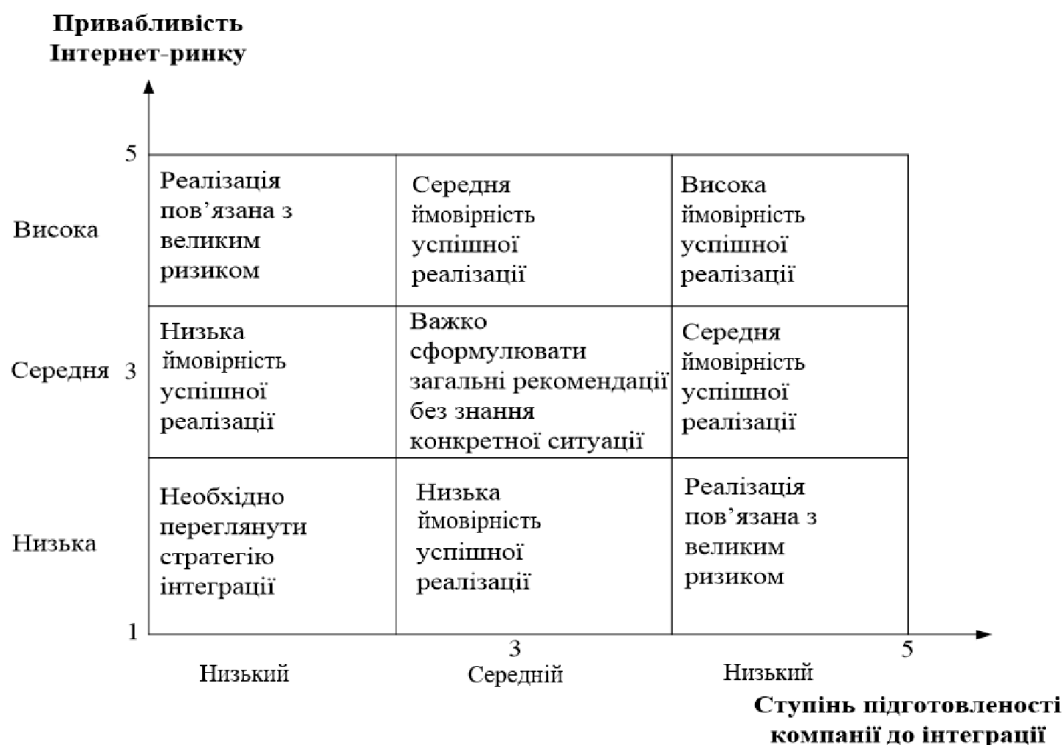 Привабливість
Інтернет-ринку
5
Висока
Реалізація
пов’язана з
великим
ризиком
Середня
ймовірність
успішної
реалізації
Висока
ймовірність
успішної
реалізації
Середня 3
Низька
ймовірність
успішної
реалізації
Важко
сформулювати
загальні рекомендації
без знання
конкретної ситуації
Середня
ймовірність
успішної
реалізації
Низька
Необхідно
переглянути
стратегію
інтеграції
Низька
ймовірність
успішної
реалізації
Реалізація
пов’язана з
великим
ризиком
1
3
5
Низький
Середній
Низький
Ступінь підготовленості
компанії до інтеграції